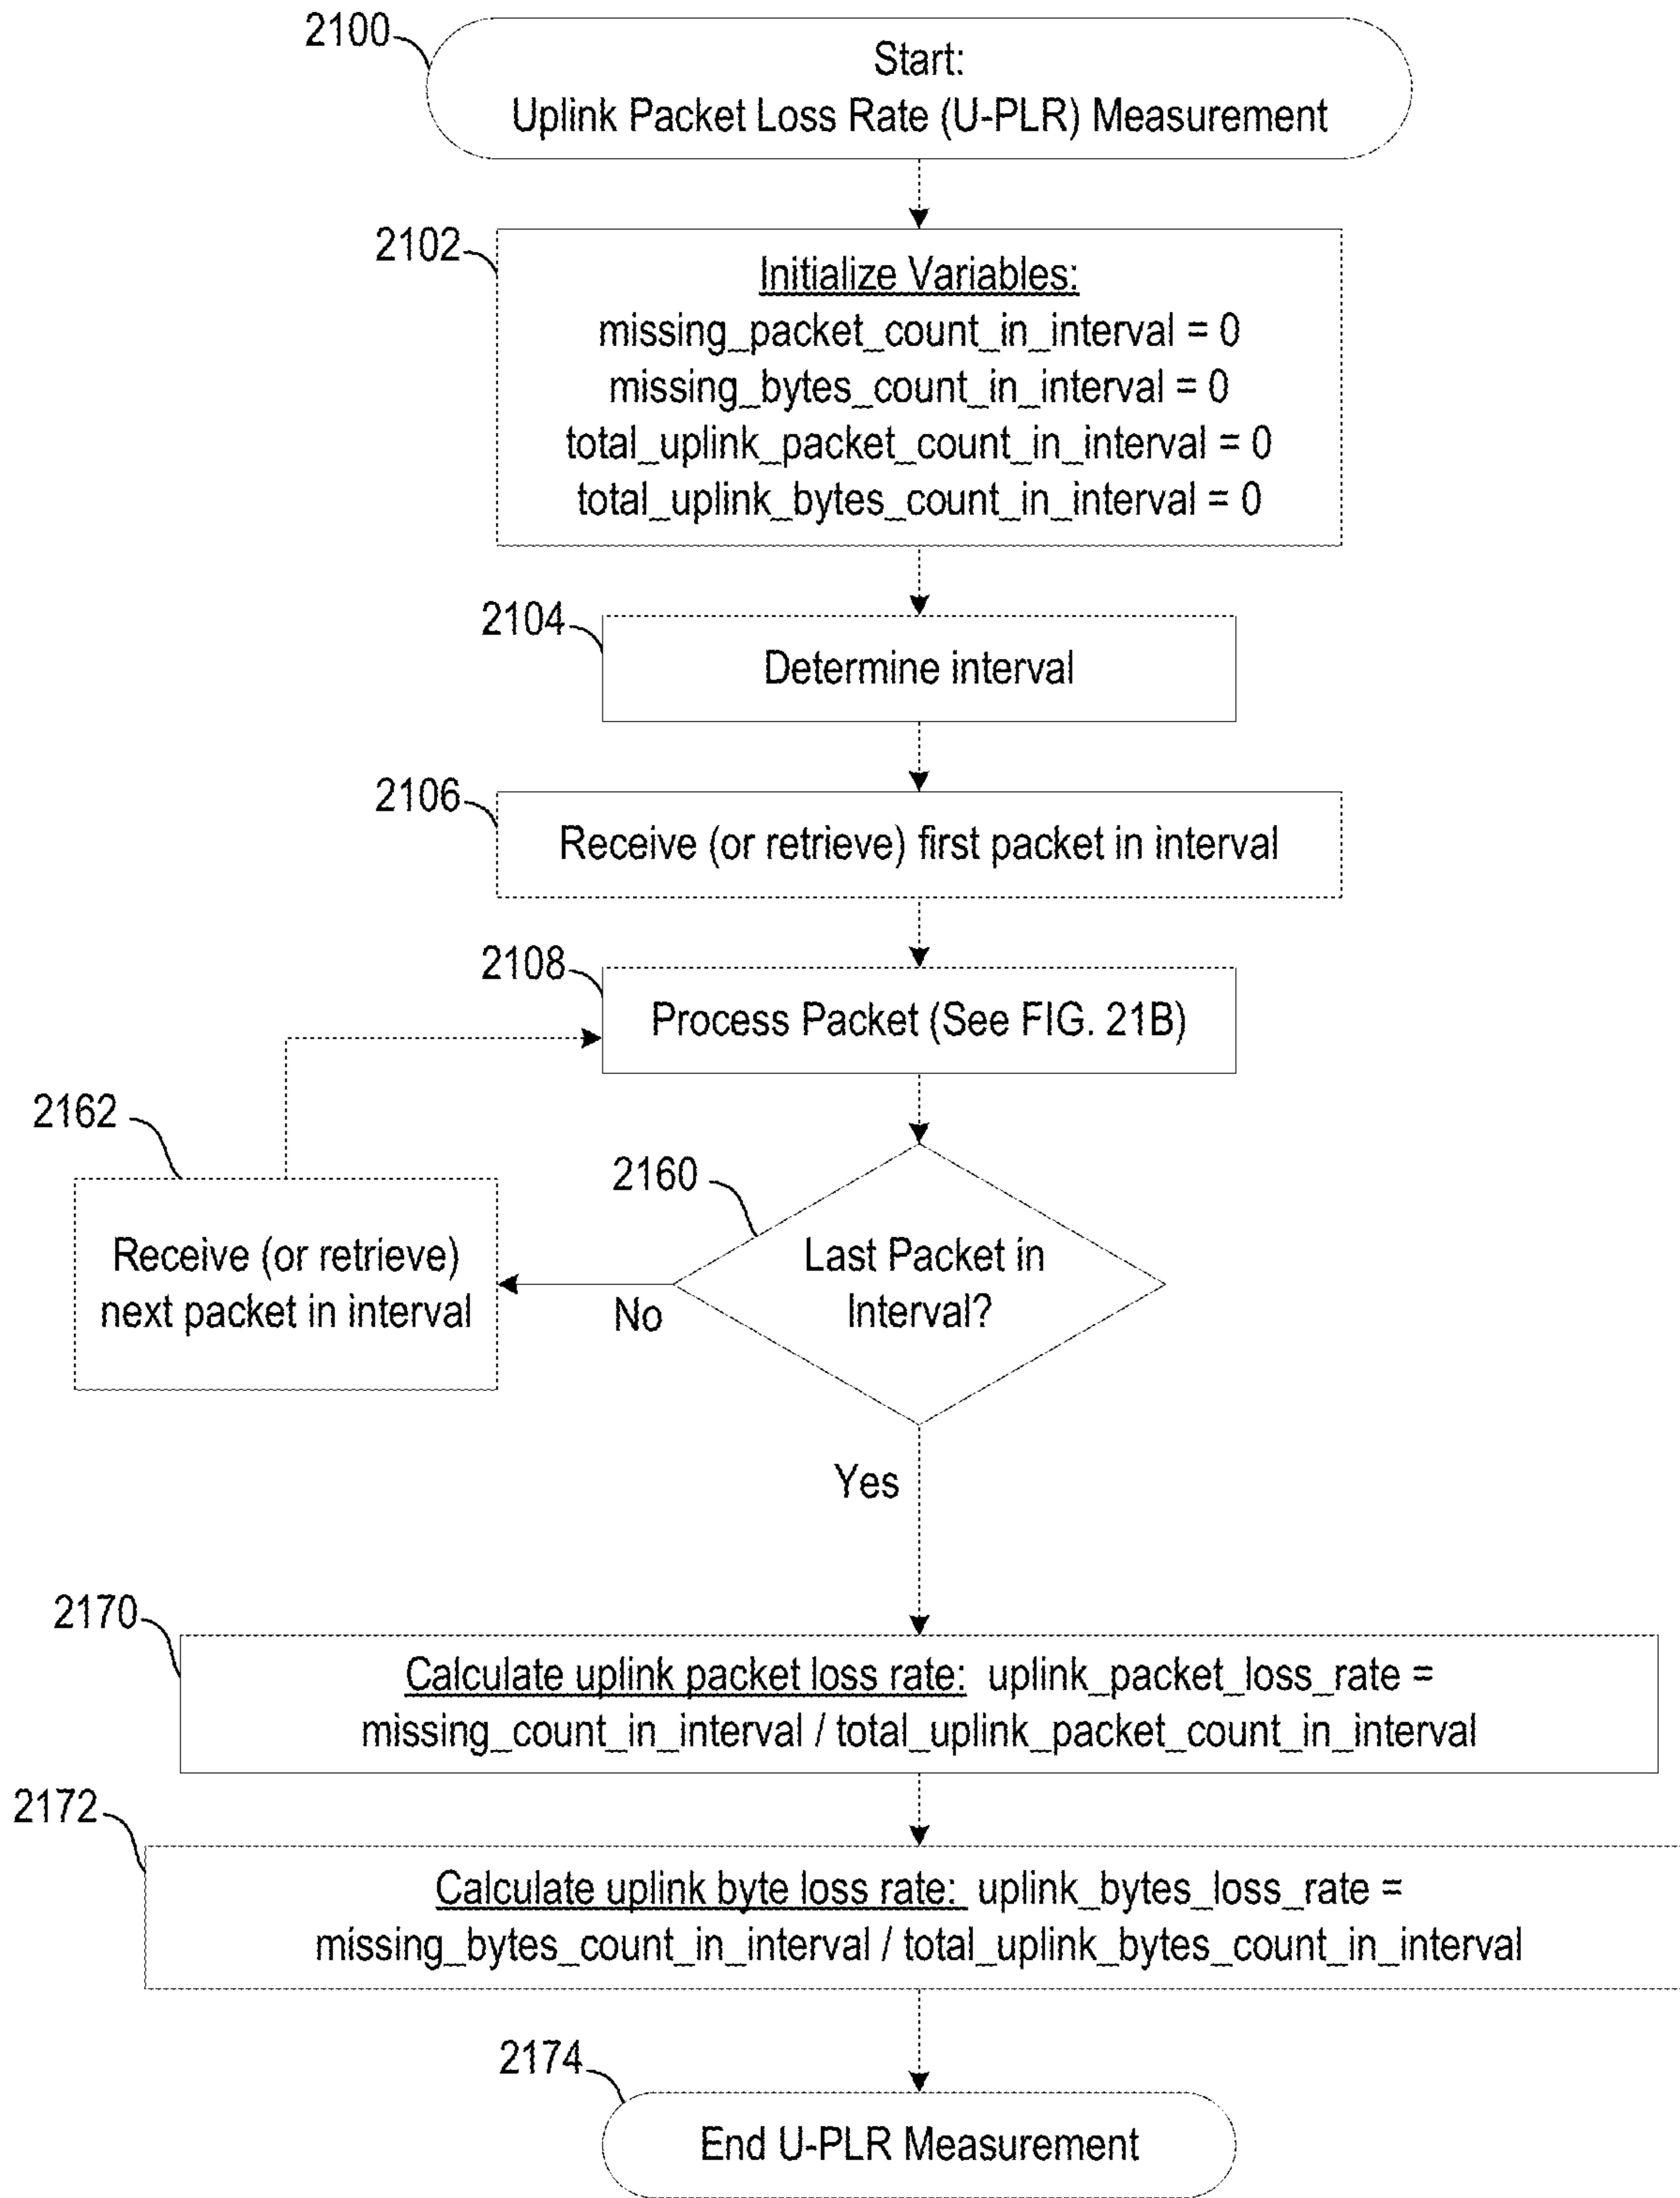 2100
Start:
Uplink Packet Loss Rate (U-PLR) Measurement
2102
Initialize Variables:
missing_packet_count_in_interval = 0
missing_bytes_count_in_interval = 0
total_uplink_packet_count_in_interval = 0
total_uplink_bytes_count_in_interval = 0
2104
Determine interval
2106
Receive (or retrieve) first packet in interval
2108
Process Packet (See FIG. 21B)
2162
Receive (or retrieve)
next packet in interval
2160
Last Packet in
Interval?
No
Yes
2170
Calculate uplink packet loss rate: uplink_packet_loss_rate =
missing_count_in_interval / total_uplink_packet_count_in_interval
2172
Calculate uplink byte loss rate: uplink_bytes_loss_rate =
missing_bytes_count_in_interval / total_uplink_bytes_count_in_interval
2174
End U-PLR Measurement